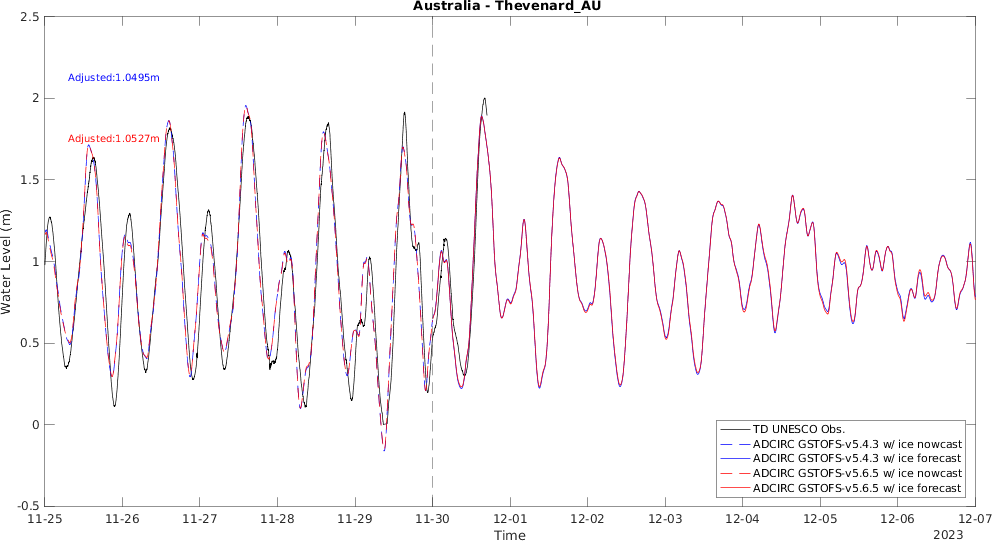 Australia - Thevenard_AU
2.5
2
1.5
1
0.5
0
-0.5
Water Level (m)
Adjusted:1.0495m
Adjusted:1.0527m
TD UNESCO Obs.
ADCIRC GSTOFS-v5.4.3 w/ ice nowcast
ADCIRC GSTOFS-v5.4.3 w/ ice forecast
ADCIRC GSTOFS-v5.6.5 w/ ice nowcast
ADCIRC GSTOFS-v5.6.5 w/ ice forecast
11-25 11-26 11-27 11-28 11-29 11-30 12-01 12-02 12-03 12-04 12-05 12-06 12-07
Time
2023